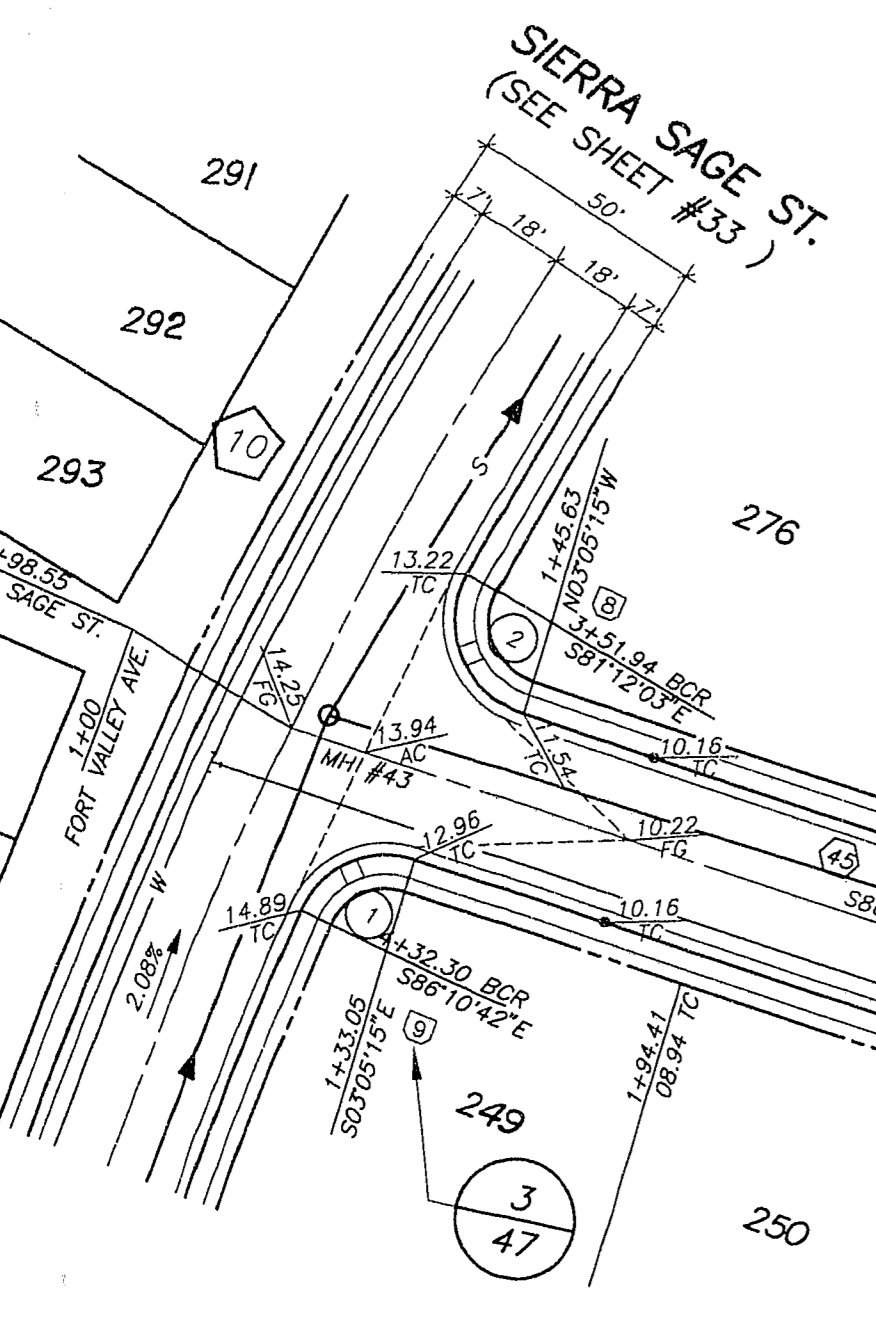 SIERRA SAGE ST.
(SEE SHEET #33 )
50'
7'
18'
18'
7'
291
292
10
293
276
S
1+45.63
N03°05'15"W
13.22
TC
8
2
3+51.94 BCR
S81°12'03"E
+98.55
SAGE ST.
14.25
FG
1+00
FORT VALLEY AVE.
13.94
AC
MHI #43
1.54
TC
10.16
TC
12.96
TC
10.22
FG
45
S8
W
14.89
TC
1
10.16
TC
2.08%
4+32.30 BCR
S86°10'42"E
1+33.05
S03°05'15"E
9
1+94.41
08.94 TC
249
3
47
250